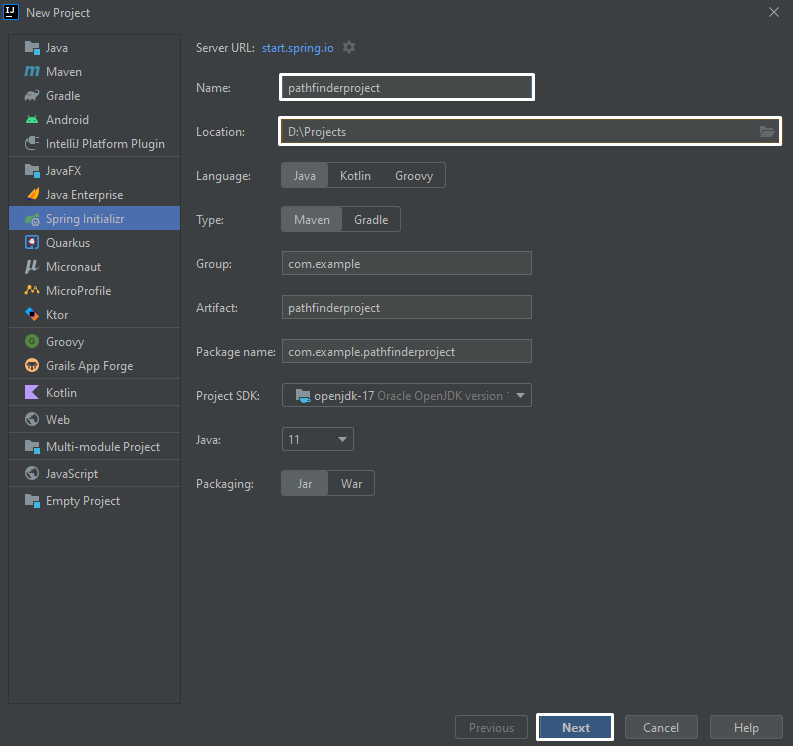 New Project
Java
Maven
Gradle
Android
IntelliJ Platform Plugin
JavaFX
Java Enterprise
Spring Initializr
Quarkus
Micronaut
MicroProfile
Ktor
Groovy
Grails App Forge
Kotlin
Web
Multi-module Project
JavaScript
Empty Project
Server URL: start.spring.io
Name: pathfinderproject
Location: D:\Projects
Language: Java Kotlin Groovy
Type: Maven Gradle
Group: com.example
Artifact: pathfinderproject
Package name: com.example.pathfinderproject
Project SDK: openjdk-17 Oracle OpenJDK version
Java: 11
Packaging: Jar War
Previous Next Cancel Help